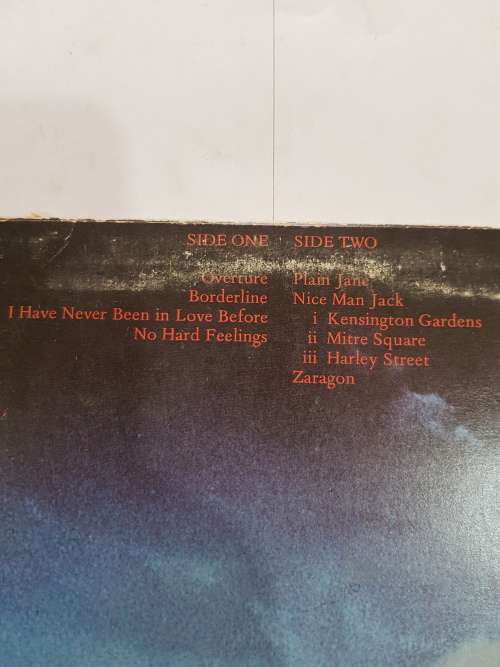 SIDE ONE
Overture
Borderline
I Have Never Been in Love Before
No Hard Feelings
SIDE TWO
Plain Jane
Nice Man Jack
i Kensington Gardens
ii Mitre Square
iii Harley Street
Zaragon